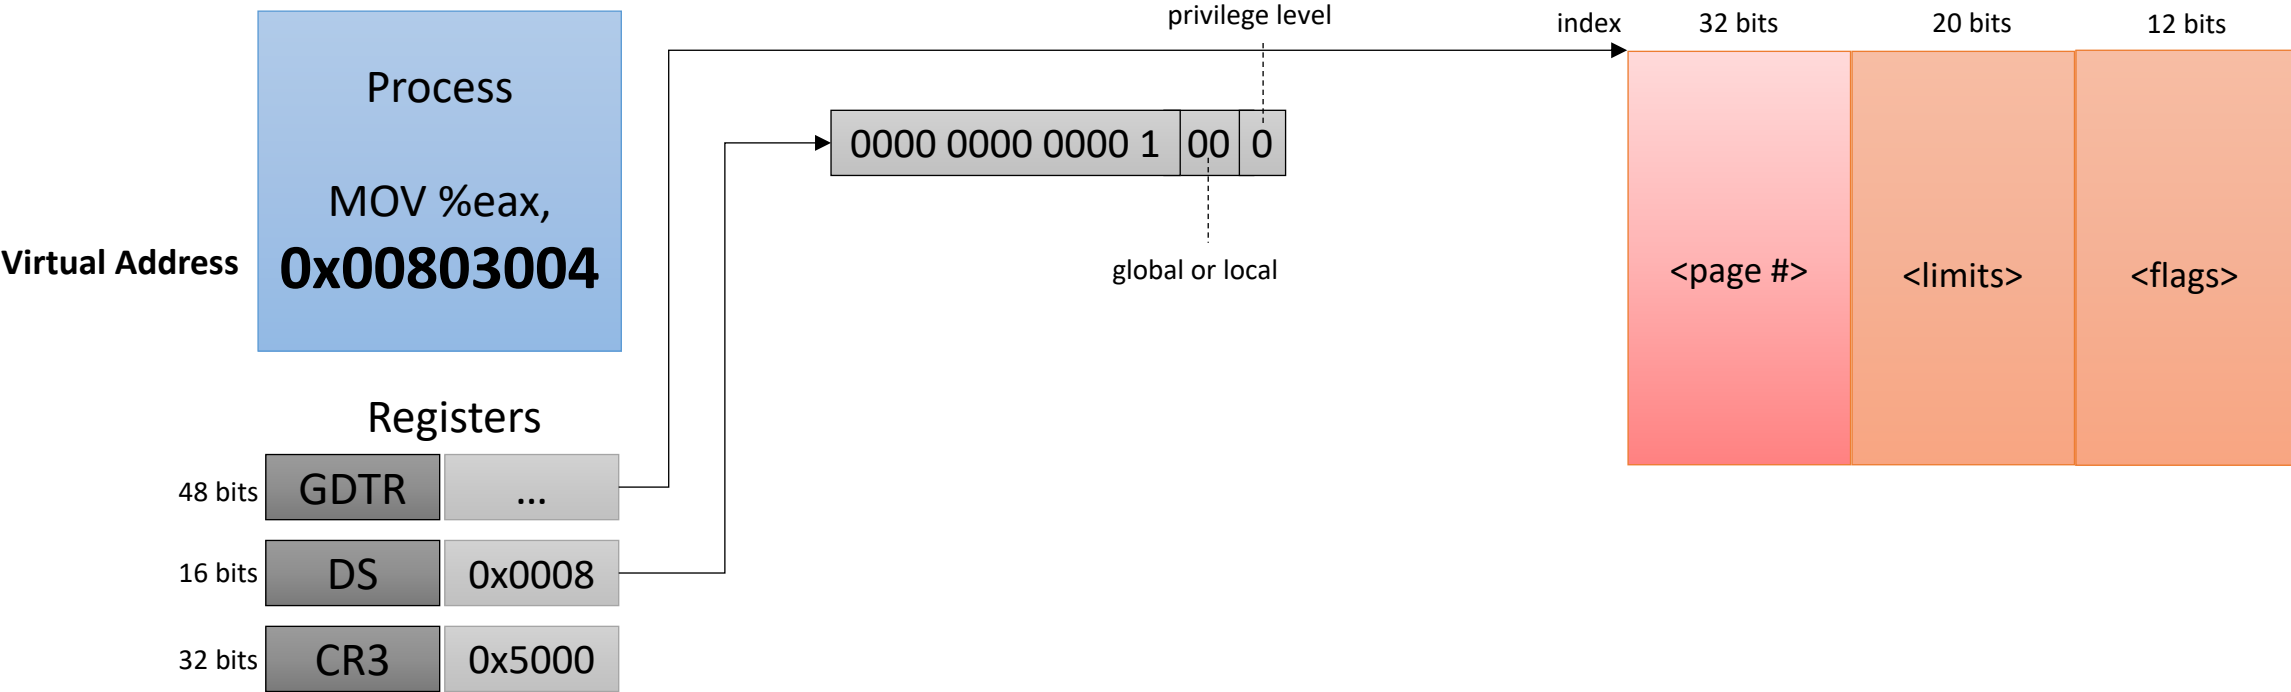 privilege level
index
32 bits
20 bits
12 bits
Process
MOV %eax,
0x00803004
Virtual Address
0000 0000 0000 1
00
0
global or local
<page #>
<limits>
<flags>
Registers
48 bits
GDTR
...
16 bits
DS
0x0008
32 bits
CR3
0x5000